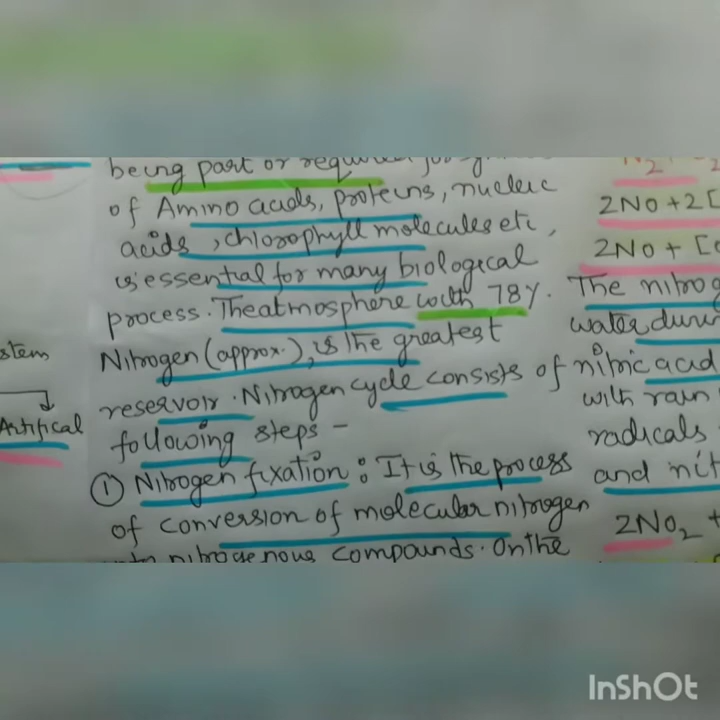 stem
Artifical
being part or required for
of Amino acids, proteins, nucleic
acids, chlorophyll molecules etc,
is essential for many biological
process. The atmosphere with 78%.
Nitrogen (approx.), is the greatest
reservoir. Nitrogen cycle consists of
following steps -
① Nitrogen fixation: It is the process
of conversion of molecular nitrogen
nitrogenous compounds. On the
2NO + 2[
2NO + [O
The nitrog
water durin
nitric acid
with rain
radicals
and nit
2NO₂ +
InShOt